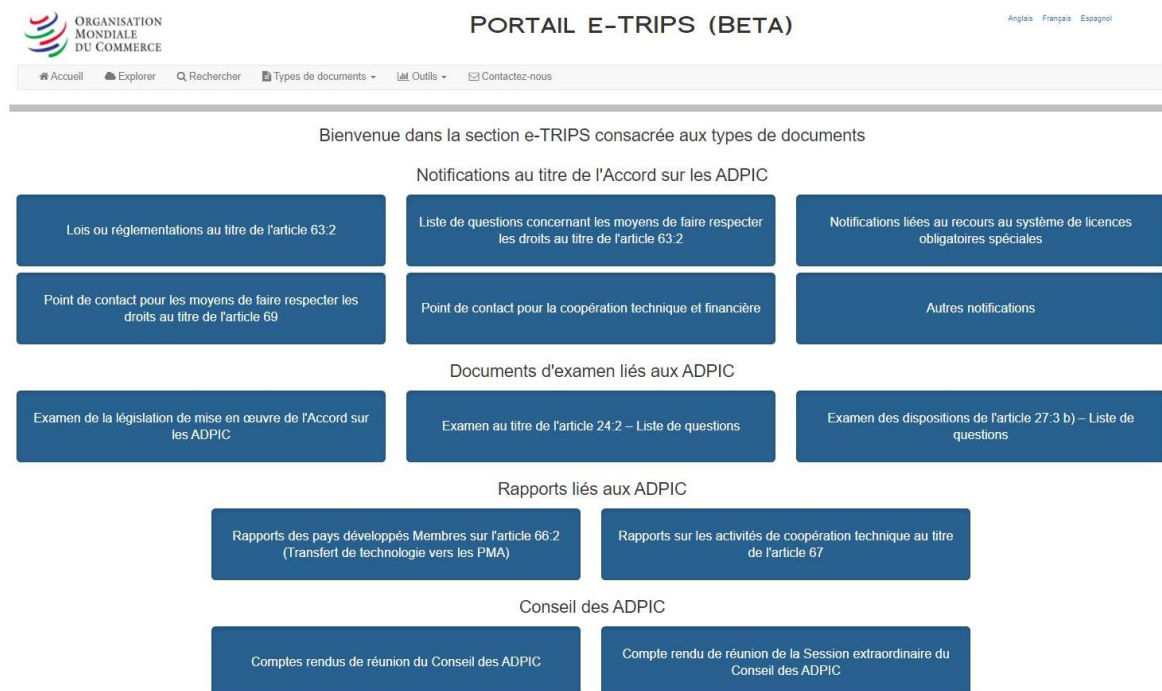 ORGANISATION
MONDIALE
DU COMMERCE
PORTAIL E-TRIPS (BETA)
Anglais Français Espagnol
Accueil Explorer Rechercher Types de documents Outils Contactez-nous
Bienvenue dans la section e-TRIPS consacrée aux types de documents
Notifications au titre de l'Accord sur les ADPIC
Lois ou réglementations au titre de l'article 63:2
Liste de questions concernant les moyens de faire respecter
les droits au titre de l'article 63:2
Notifications liées au recours au système de licences
obligatoires spéciales
Point de contact pour les moyens de faire respecter les
droits au titre de l'article 69
Point de contact pour la coopération technique et financière
Autres notifications
Documents d'examen liés aux ADPIC
Examen de la législation de mise en œuvre de l'Accord sur
les ADPIC
Examen au titre de l'article 24:2 – Liste de questions
Examen des dispositions de l'article 27:3 b) – Liste de
questions
Rapports liés aux ADPIC
Rapports des pays développés Membres sur l'article 66:2
(Transfert de technologie vers les PMA)
Rapports sur les activités de coopération technique au titre
de l'article 67
Conseil des ADPIC
Comptes rendus de réunion du Conseil des ADPIC
Compte rendu de réunion de la Session extraordinaire du
Conseil des ADPIC